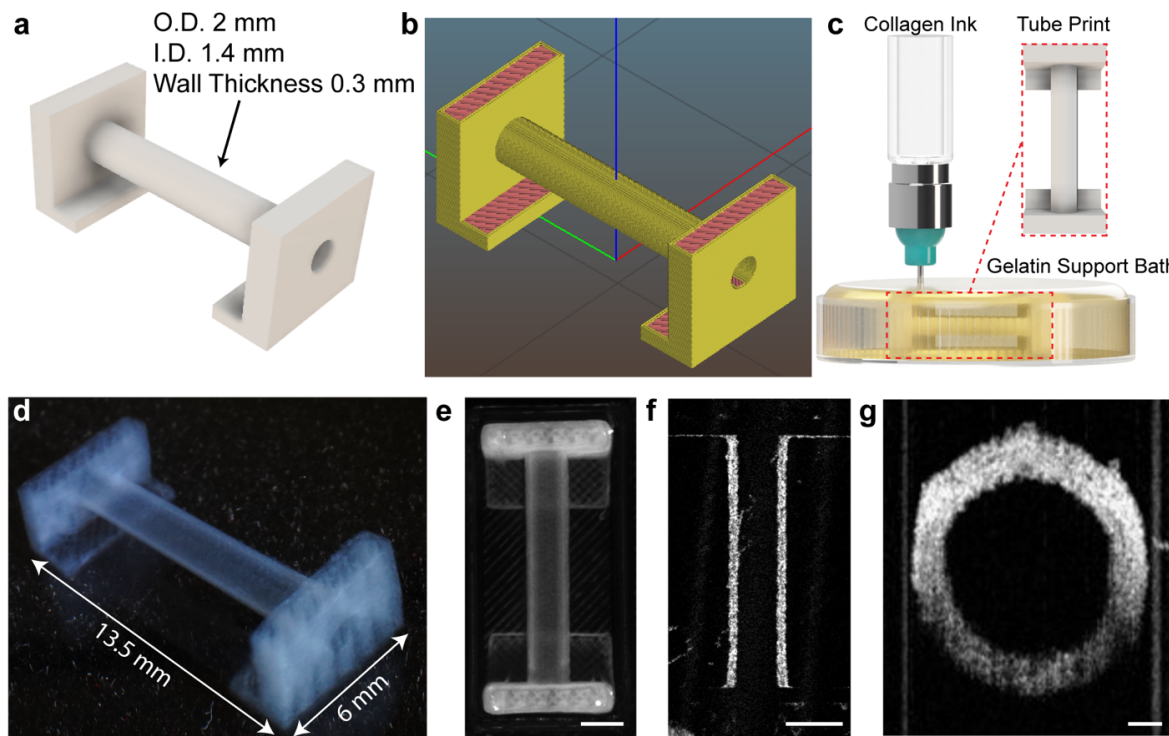 a
O.D. 2 mm
I.D. 1.4 mm
Wall Thickness 0.3 mm
b
c
Collagen Ink
Tube Print
Gelatin Support Bath
d
13.5 mm
6 mm
e
f
g